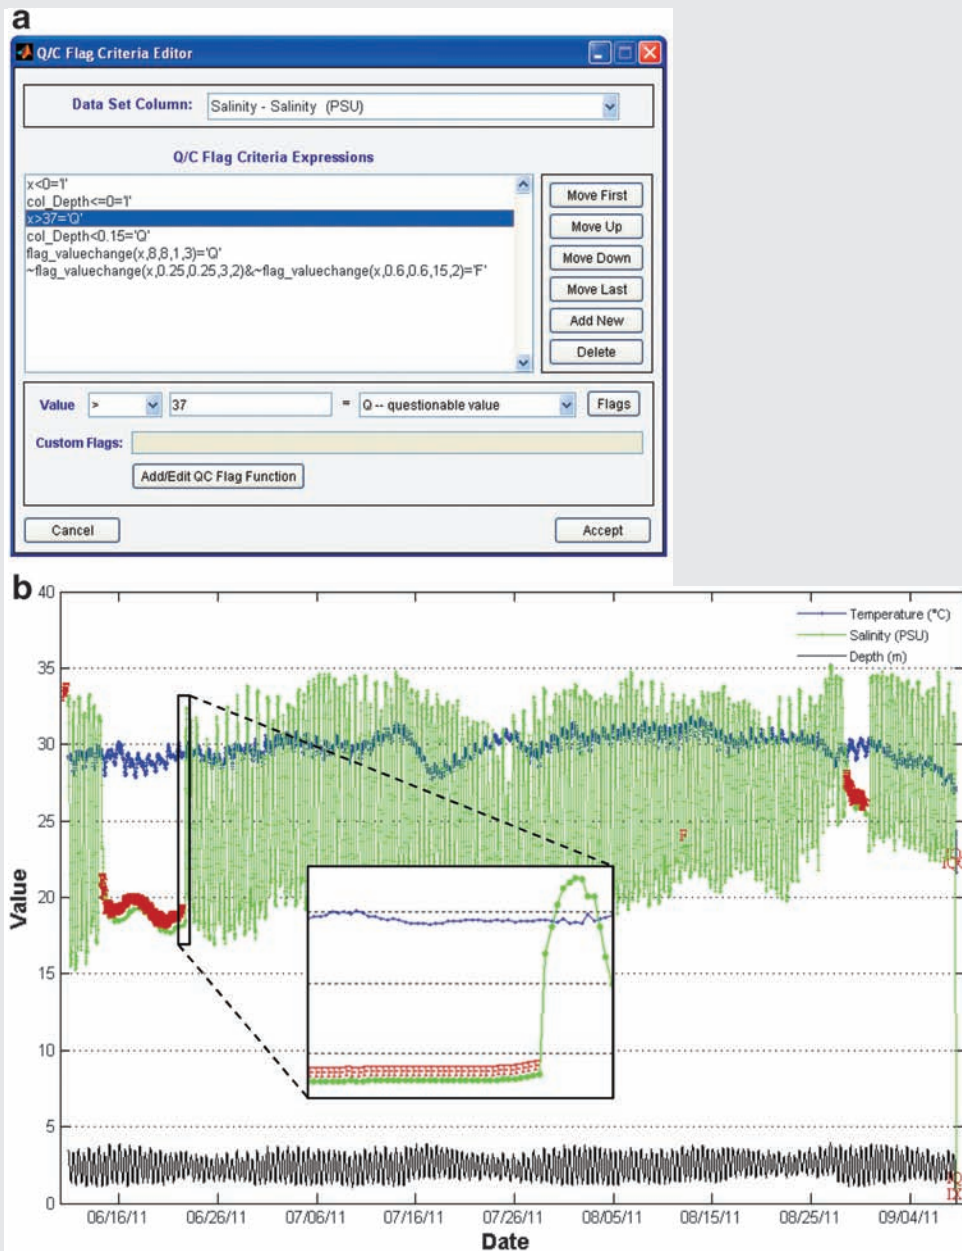 a
Q/C Flag Criteria Editor
Data Set Column: Salinity - Salinity (PSU)
Q/C Flag Criteria Expressions
x<0='I'
col_Depth<=0='I'
x>37='Q'
col_Depth<0.15='Q'
flag_valuechange(x,8,8,1,3)='Q'
~flag_valuechange(x,0.25,0.25,3,2)&~flag_valuechange(x,0.6,0.6,15,2)='F'
Move First
Move Up
Move Down
Move Last
Add New
Delete
Value > 37 = Q -- questionable value Flags
Custom Flags:
Add/Edit QC Flag Function
Cancel Accept
b
Temperature (°C)
Salinity (PSU)
Depth (m)
40
35
30
25
20
15
10
5
0
Value
F
06/16/11 06/26/11 07/06/11 07/16/11 07/26/11 08/05/11 08/15/11 08/25/11 09/04/11
Date